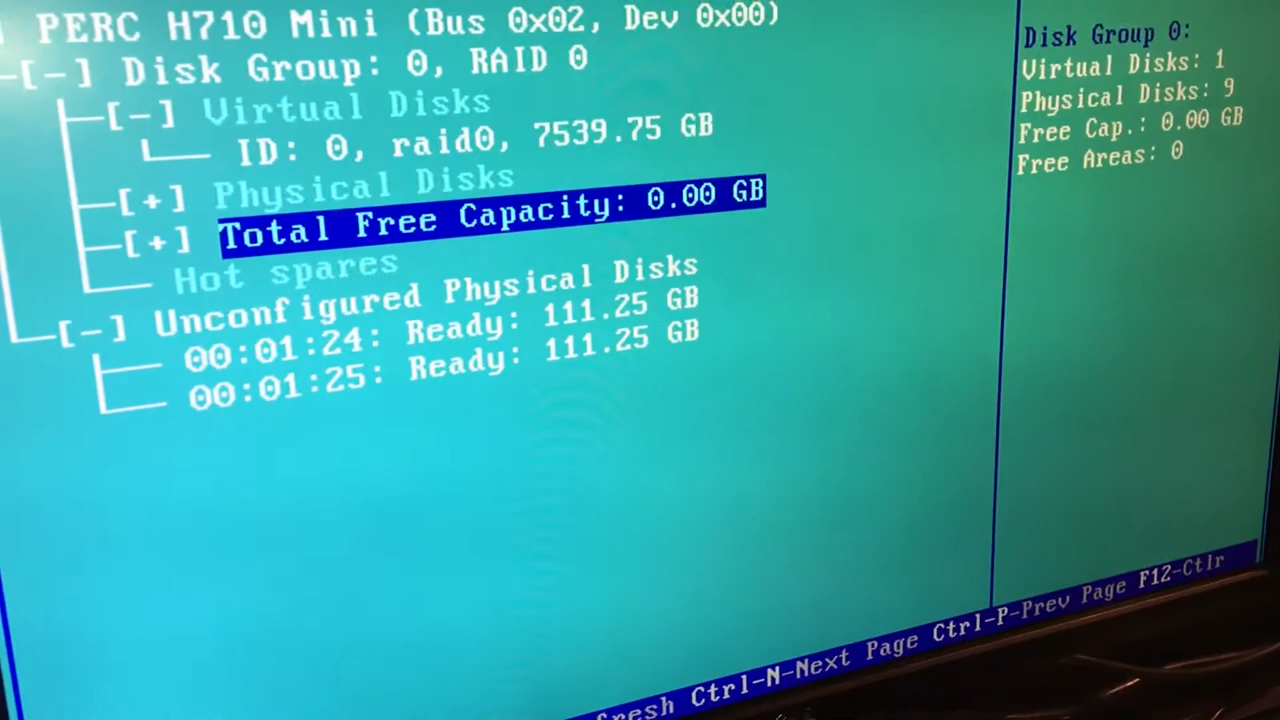 PERC H710 Mini (Bus 0x02, Dev 0x00)
[-] Disk Group: 0, RAID 0
[-] Virtual Disks
ID: 0, raid0, 7539.75 GB
[+] Physical Disks
[+] Total Free Capacity: 0.00 GB
Hot spares
[-] Unconfigured Physical Disks
00:01:24: Ready: 111.25 GB
00:01:25: Ready: 111.25 GB
Disk Group 0:
Virtual Disks: 1
Physical Disks: 9
Free Cap.: 0.00 GB
Free Areas: 0
fresh Ctrl-N-Next Page Ctrl-P-Prev Page F12-Ctlr